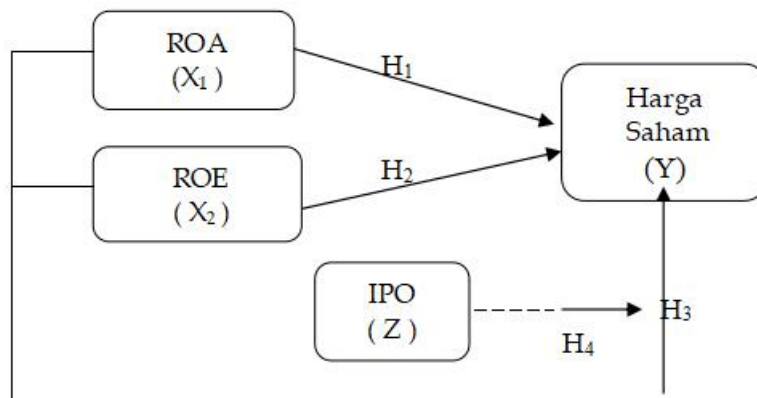 ROA
(X₁ )
H₁
Harga
Saham
(Y)
ROE
( X₂ )
H₂
IPO
( Z )
H₃
H₄